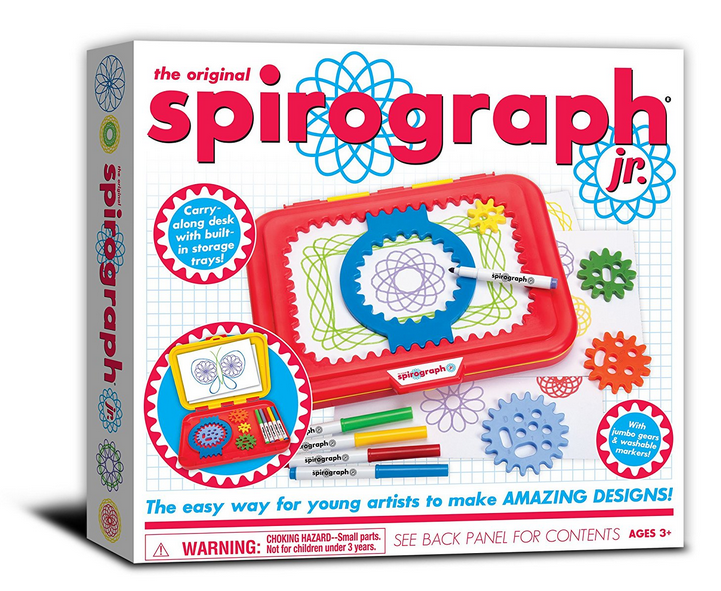 the original
spirograph®
jr.
Carry-
along desk
with built-
in storage
trays!
spirograph
spirograph
With
jumbo gears
& washable
markers!
ograph
spirograph
spirograph
The easy way for young artists to make AMAZING DESIGNS!
WARNING:
CHOKING HAZARD--Small parts.
Not for children under 3 years.
SEE BACK PANEL FOR CONTENTS
AGES 3+
the original
spirograph
jr.